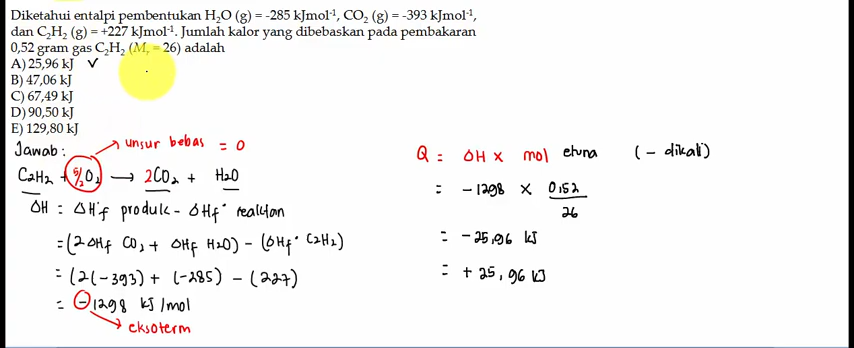 Diketahui entalpi pembentukan H₂O (g) = -285 kJmol⁻¹, CO₂ (g) = -393 kJmol⁻¹,
dan C₂H₂ (g) = +227 kJmol⁻¹. Jumlah kalor yang dibebaskan pada pembakaran
0,52 gram gas C₂H₂ (Mᵣ = 26) adalah
A) 25,96 kJ ✓
B) 47,06 kJ
C) 67,49 kJ
D) 90,50 kJ
E) 129,80 kJ
unsur bebas = 0
Jawab :
C₂H₂ + 5/2 O₂ → 2CO₂ + H₂O
ΔH = ΔH°f produk - ΔHf° reaktan
= (2 ΔHf CO₂ + ΔHf H₂O) - (ΔHf° C₂H₂)
= (2(-393) + (-285) - (227)
= -1298 kJ/mol
eksoterm
Q = ΔH × mol etuna (- dikali)
= -1298 × 0,52/26
= -25,96 kJ
= +25,96 kJ